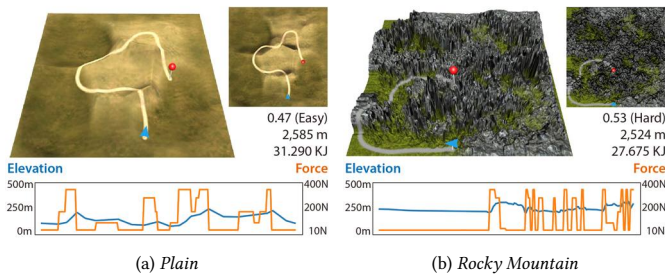 (a)
(b)
0.47 (Easy)
2,585 m
31.290 KJ
0.53 (Hard)
2,524 m
27.675 KJ
Elevation
Force
Elevation
Force
500m
400N
500m
400N
250m
200N
250m
200N
0m
10N
0m
10N
(a) Plain
(b) Rocky Mountain